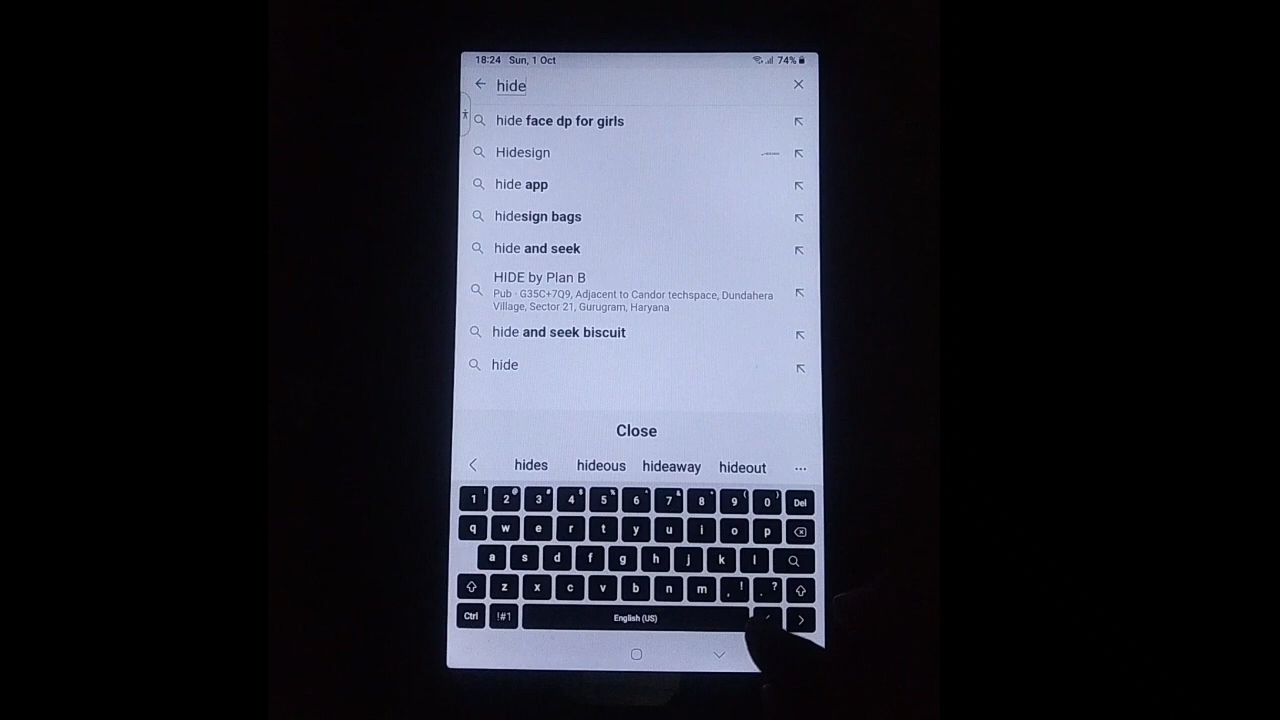 18:24 Sun, 1 Oct 74%
hide
hide face dp for girls
Hidesign
hide app
hidesign bags
hide and seek
HIDE by Plan B
Pub · G35C+7Q9, Adjacent to Candor techspace, Dundahera
Village, Sector 21, Gurugram, Haryana
hide and seek biscuit
hide
Close
hides hideous hideaway hideout ...
1 ! 2 @ 3 # 4 $ 5 % 6 ^ 7 & 8 * 9 ( 0 ) Del
q w e r t y u i o p
a s d f g h j k l
z x c v b n m , ! . ?
Ctrl !#1 English (US)